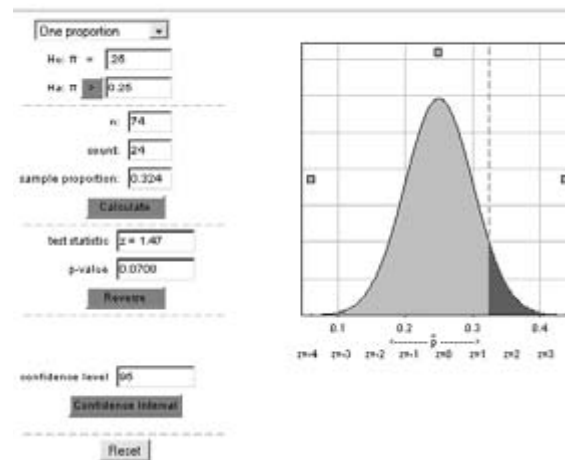 One proportion
Ho: π = .25
Ha: π > 0.25
n: 74
count: 24
sample proportion: 0.324
Calculate
test statistic z = 1.47
p-value 0.0709
Reverse
confidence level 95
Confidence Interval
Reset
0.1 0.2 0.3 0.4
p̂
z=-4 z=-3 z=-2 z=-1 z=0 z=1 z=2 z=3